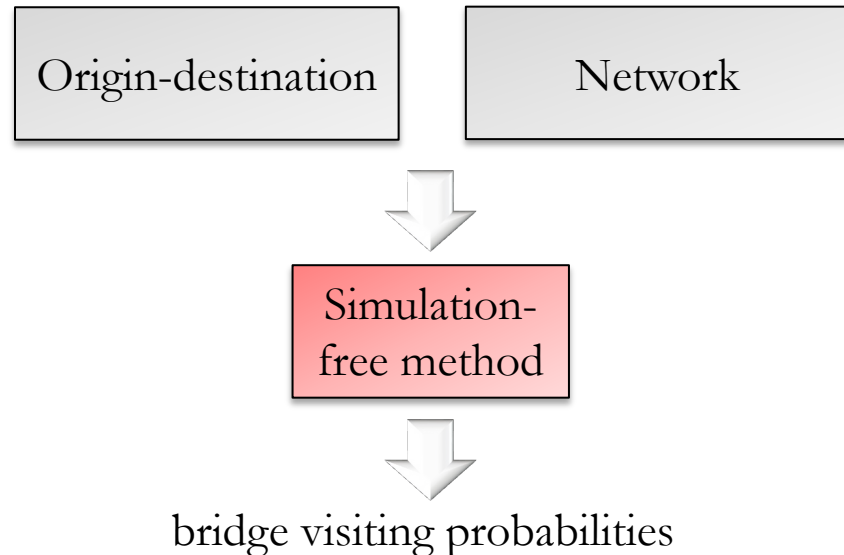 Origin-destination
Network
Simulation-
free method
bridge visiting probabilities